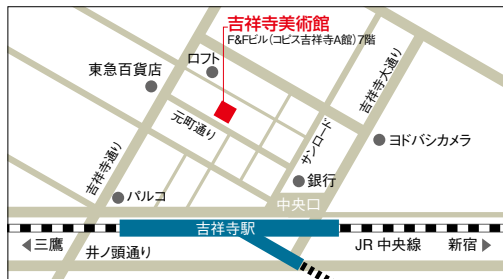 吉祥寺美術館
F&Fビル(コピス吉祥寺A館)7階
ロフト
東急百貨店
吉祥寺大通り
元町通り
サンロード
ヨドバシカメラ
吉祥寺通り
銀行
パルコ
中央口
吉祥寺駅
三鷹
JR 中央線
新宿
井ノ頭通り